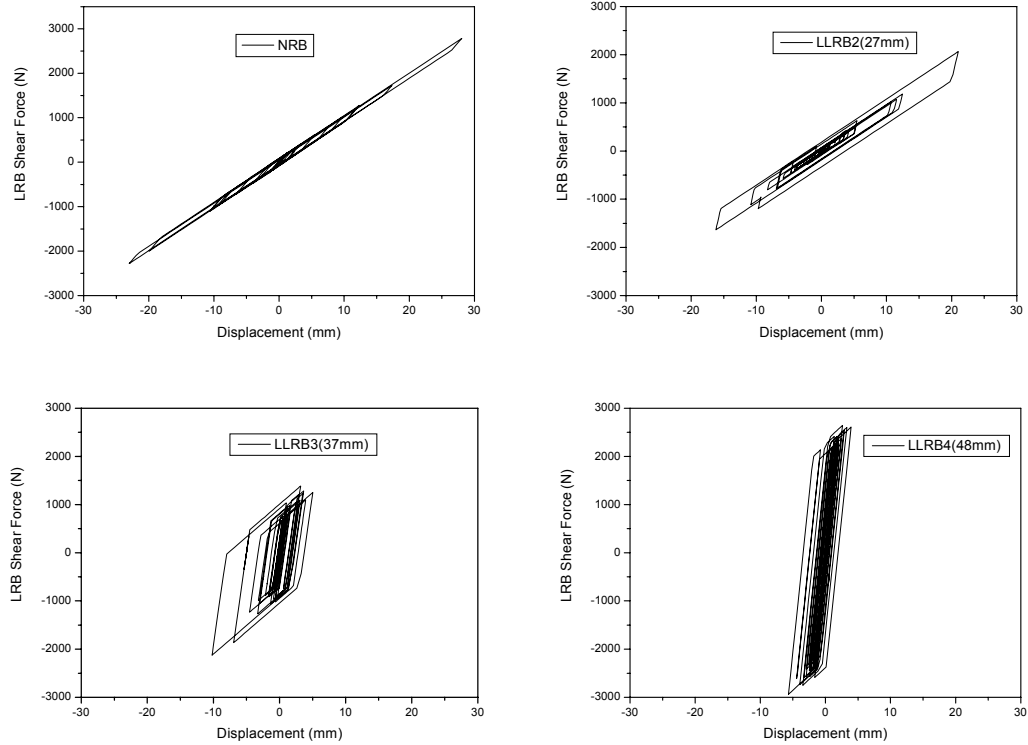 NRB
LRB Shear Force (N)
3000
2000
1000
0
-1000
-2000
-3000
-30 -20 -10 0 10 20 30
Displacement (mm)
LLRB2(27mm)
LRB Shear Force (N)
3000
2000
1000
0
-1000
-2000
-3000
-30 -20 -10 0 10 20 30
Displacement (mm)
LLRB3(37mm)
LRB Shear Force (N)
3000
2000
1000
0
-1000
-2000
-3000
-30 -20 -10 0 10 20 30
Displacement (mm)
LLRB4(48mm)
LRB Shear Force (N)
3000
2000
1000
0
-1000
-2000
-3000
-30 -20 -10 0 10 20 30
Displacement (mm)